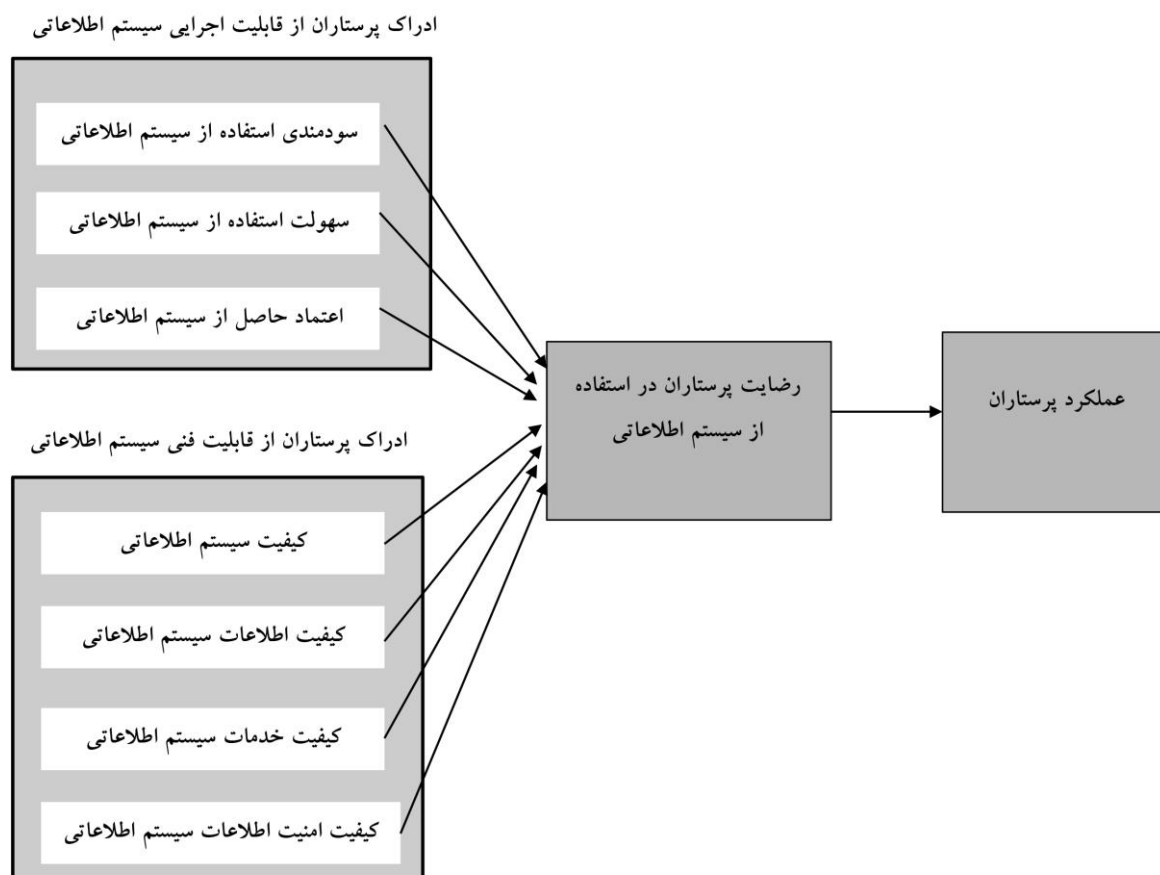 ادراک پرستاران از قابلیت اجرایی سیستم اطلاعاتی
سودمندی استفاده از سیستم اطلاعاتی
سهولت استفاده از سیستم اطلاعاتی
اعتماد حاصل از سیستم اطلاعاتی
رضایت پرستاران در استفاده
از سیستم اطلاعاتی
عملکرد پرستاران
ادراک پرستاران از قابلیت فنی سیستم اطلاعاتی
کیفیت سیستم اطلاعاتی
کیفیت اطلاعات سیستم اطلاعاتی
کیفیت خدمات سیستم اطلاعاتی
کیفیت امنیت اطلاعات سیستم اطلاعاتی